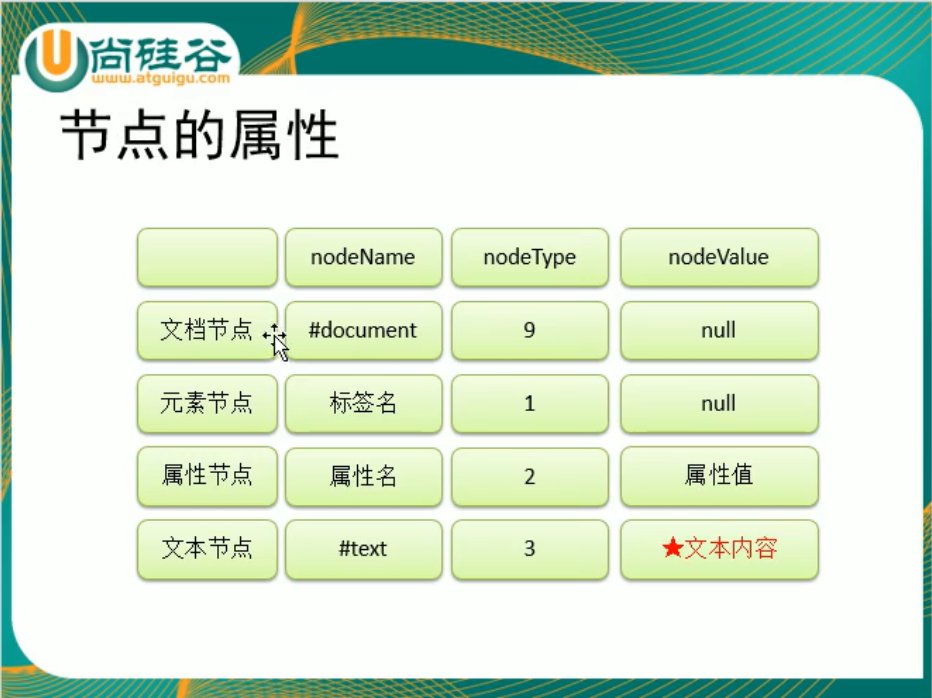 尚硅谷
www.atguigu.com
节点的属性
nodeName nodeType nodeValue
文档节点 #document 9 null
元素节点 标签名 1 null
属性节点 属性名 2 属性值
文本节点 #text 3 ★文本内容